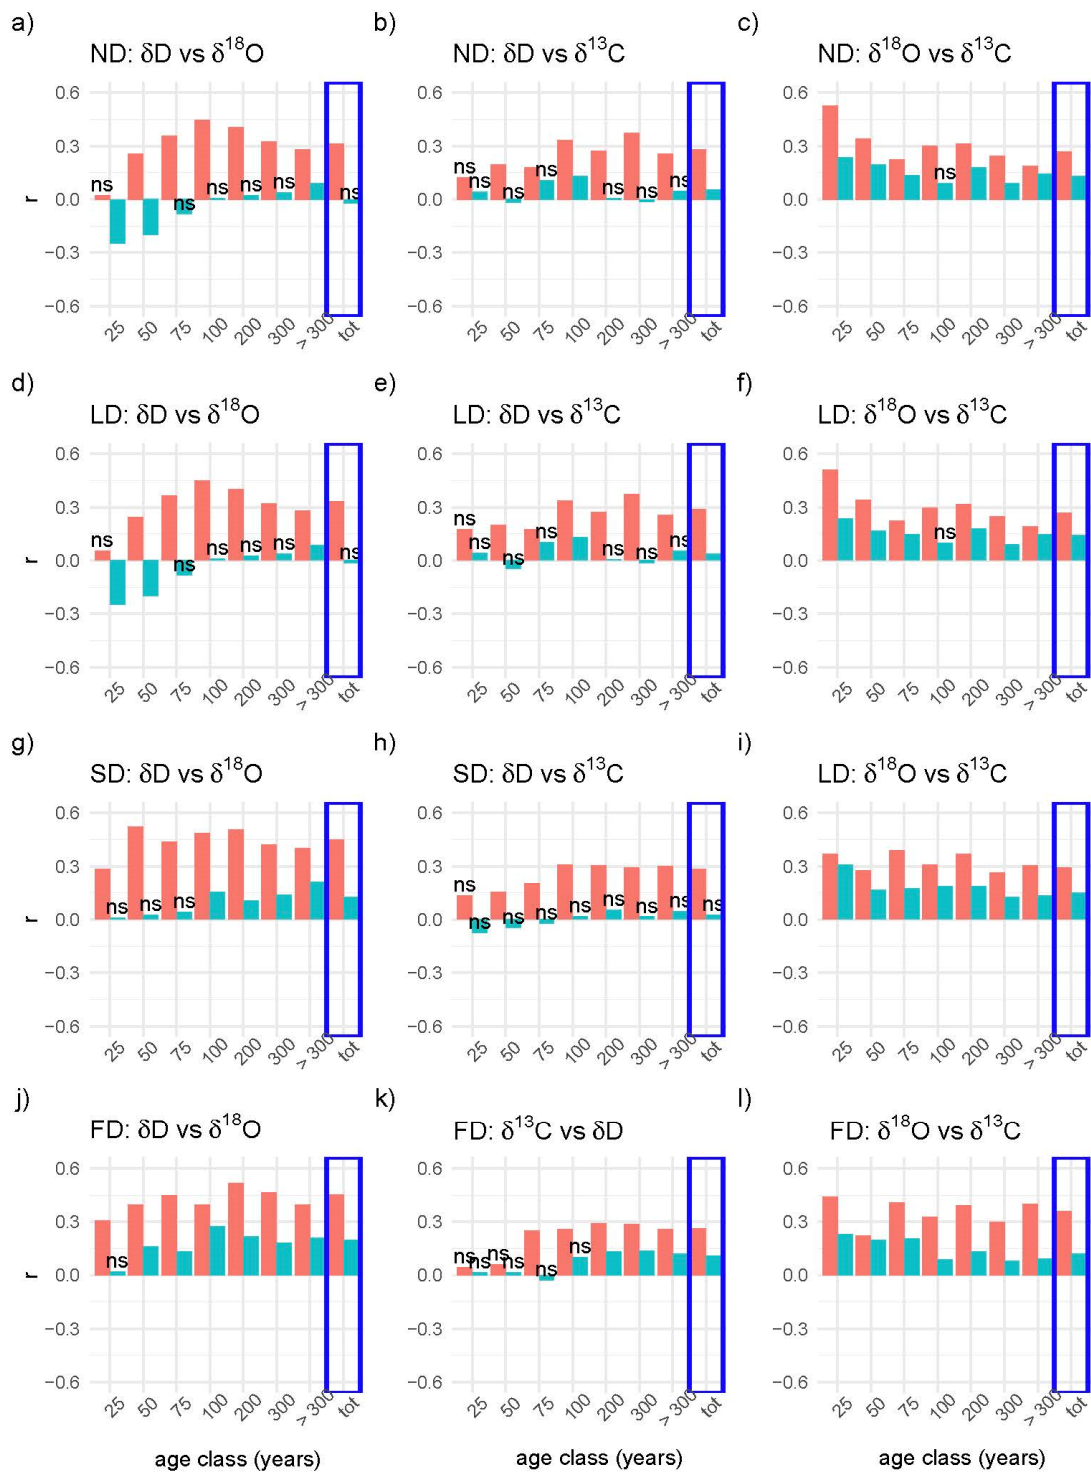 a)
ND: δD vs δ¹⁸O
b)
ND: δD vs δ¹³C
c)
ND: δ¹⁸O vs δ¹³C
0.6
0.3
0.0
−0.3
−0.6
r
ns
ns
ns
ns
ns
ns
25
50
75
100
200
300
> 300
tot
0.6
0.3
0.0
−0.3
−0.6
ns
ns
ns
ns
ns
ns
ns
25
50
75
100
200
300
> 300
tot
0.6
0.3
0.0
−0.3
−0.6
ns
25
50
75
100
200
300
> 300
tot
d)
LD: δD vs δ¹⁸O
e)
LD: δD vs δ¹³C
f)
LD: δ¹⁸O vs δ¹³C
0.6
0.3
0.0
−0.3
−0.6
r
ns
ns
ns
ns
ns
ns
25
50
75
100
200
300
> 300
tot
0.6
0.3
0.0
−0.3
−0.6
ns
ns
ns
ns
ns
ns
ns
25
50
75
100
200
300
> 300
tot
0.6
0.3
0.0
−0.3
−0.6
ns
25
50
75
100
200
300
> 300
tot
g)
SD: δD vs δ¹⁸O
h)
SD: δD vs δ¹³C
i)
LD: δ¹⁸O vs δ¹³C
0.6
0.3
0.0
−0.3
−0.6
r
ns
ns
ns
25
50
75
100
200
300
> 300
tot
0.6
0.3
0.0
−0.3
−0.6
ns
ns
ns
ns
ns
ns
ns
ns
ns
25
50
75
100
200
300
> 300
tot
0.6
0.3
0.0
−0.3
−0.6
25
50
75
100
200
300
> 300
tot
j)
FD: δD vs δ¹⁸O
k)
FD: δ¹³C vs δD
l)
FD: δ¹⁸O vs δ¹³C
0.6
0.3
0.0
−0.3
−0.6
r
ns
25
50
75
100
200
300
> 300
tot
age class (years)
0.6
0.3
0.0
−0.3
−0.6
ns
ns
ns
ns
ns
ns
25
50
75
100
200
300
> 300
tot
age class (years)
0.6
0.3
0.0
−0.3
−0.6
25
50
75
100
200
300
> 300
tot
age class (years)